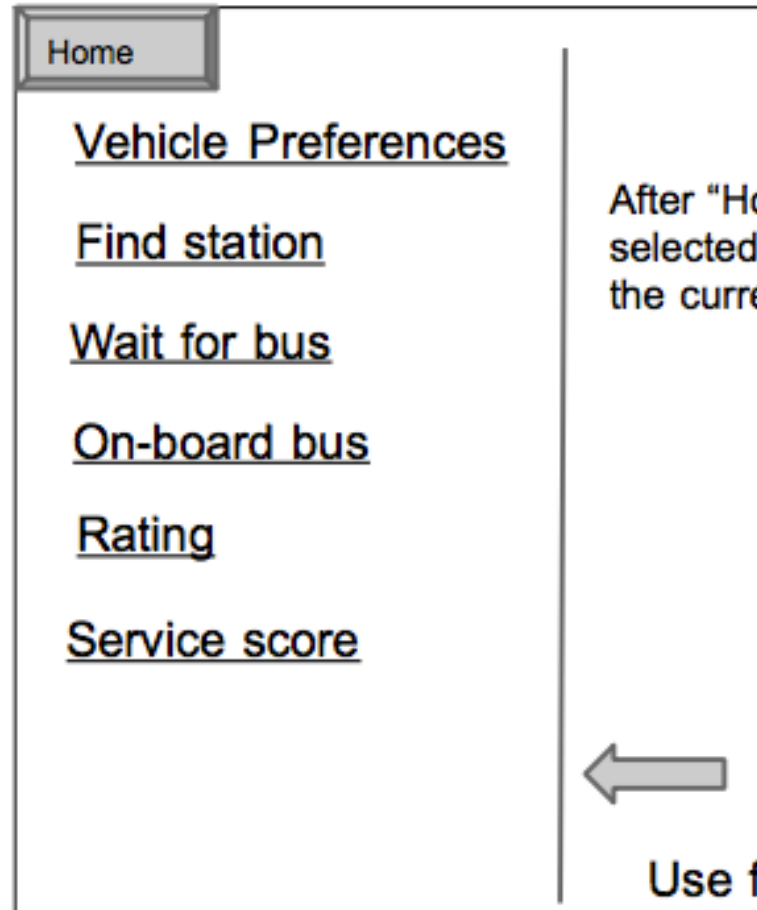 Home
Vehicle Preferences
Find station
Wait for bus
On-board bus
Rating
Service score
After “Ho
selected
the curre
Use f